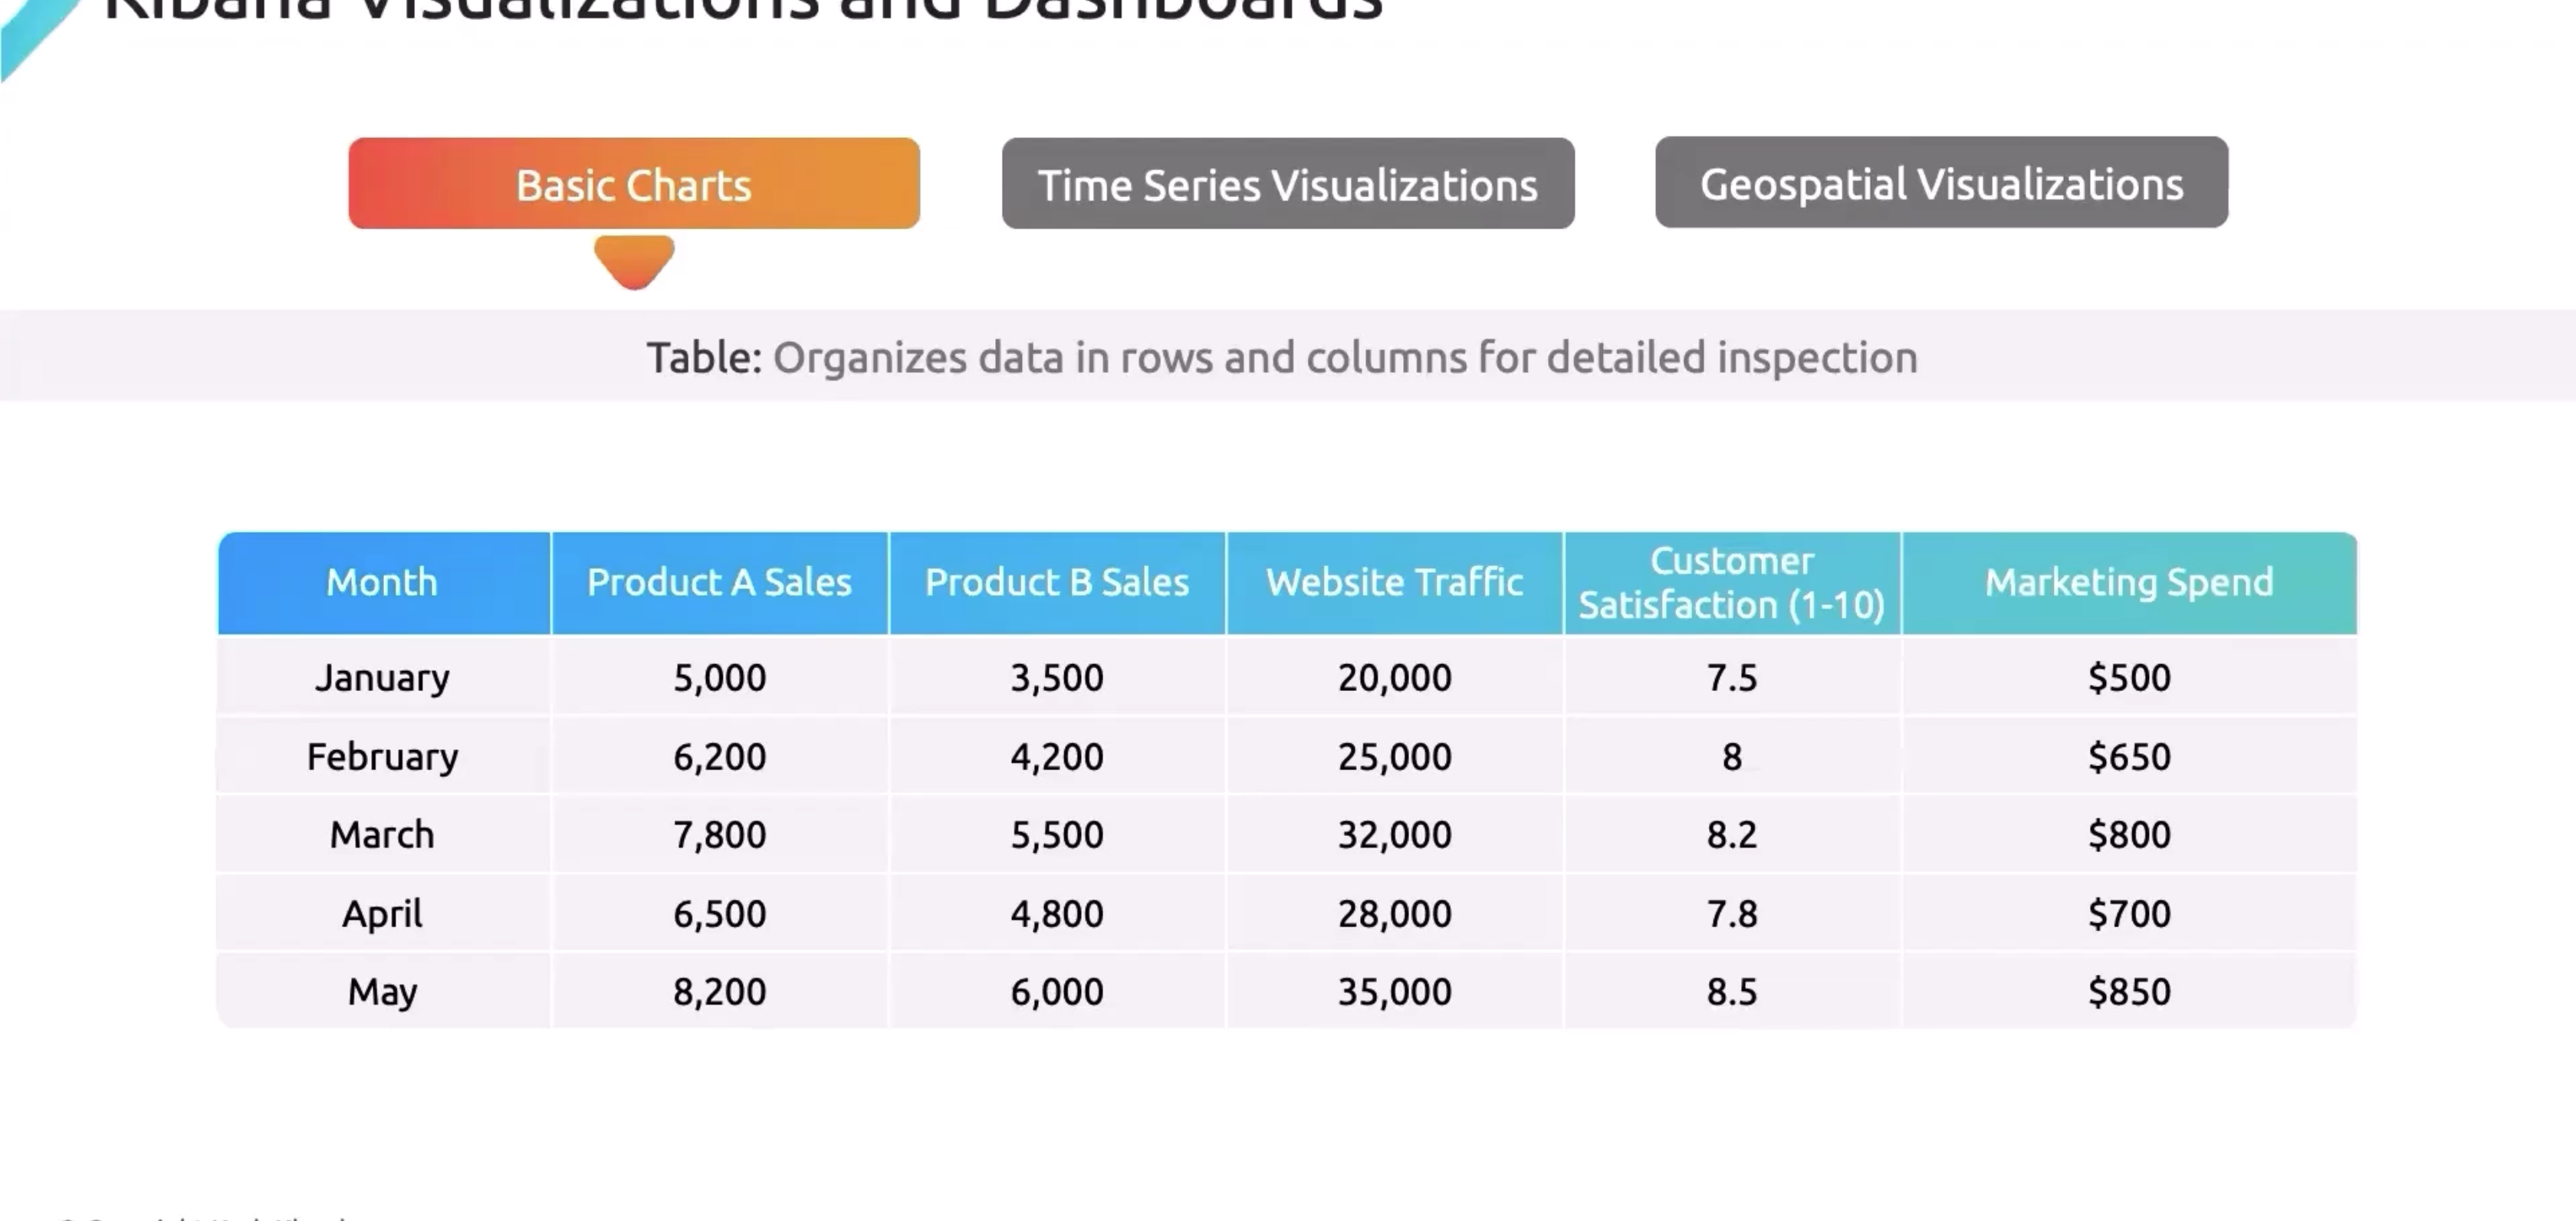 Kibana Visualizations and Dashboards
Basic Charts
Time Series Visualizations
Geospatial Visualizations
Table: Organizes data in rows and columns for detailed inspection
Month Product A Sales Product B Sales Website Traffic Customer Satisfaction (1-10) Marketing Spend
January 5,000 3,500 20,000 7.5 $500
February 6,200 4,200 25,000 8 $650
March 7,800 5,500 32,000 8.2 $800
April 6,500 4,800 28,000 7.8 $700
May 8,200 6,000 35,000 8.5 $850